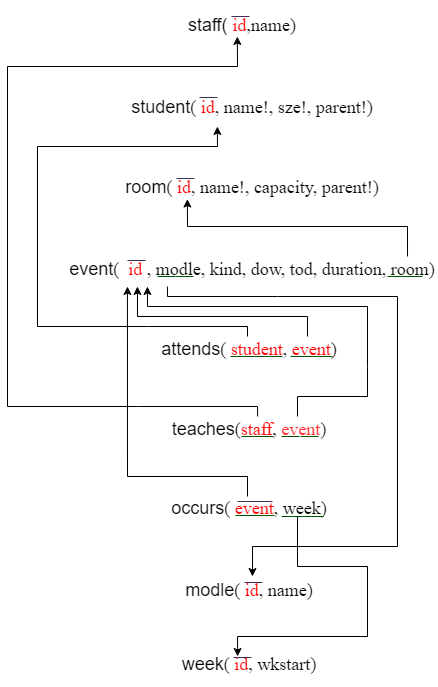 staff( id,name)
student( id, name!, sze!, parent!)
room( id, name!, capacity, parent!)
event( id , modle, kind, dow, tod, duration, room)
attends( student, event)
teaches(staff, event)
occurs( event, week)
modle( id, name)
week( id, wkstart)